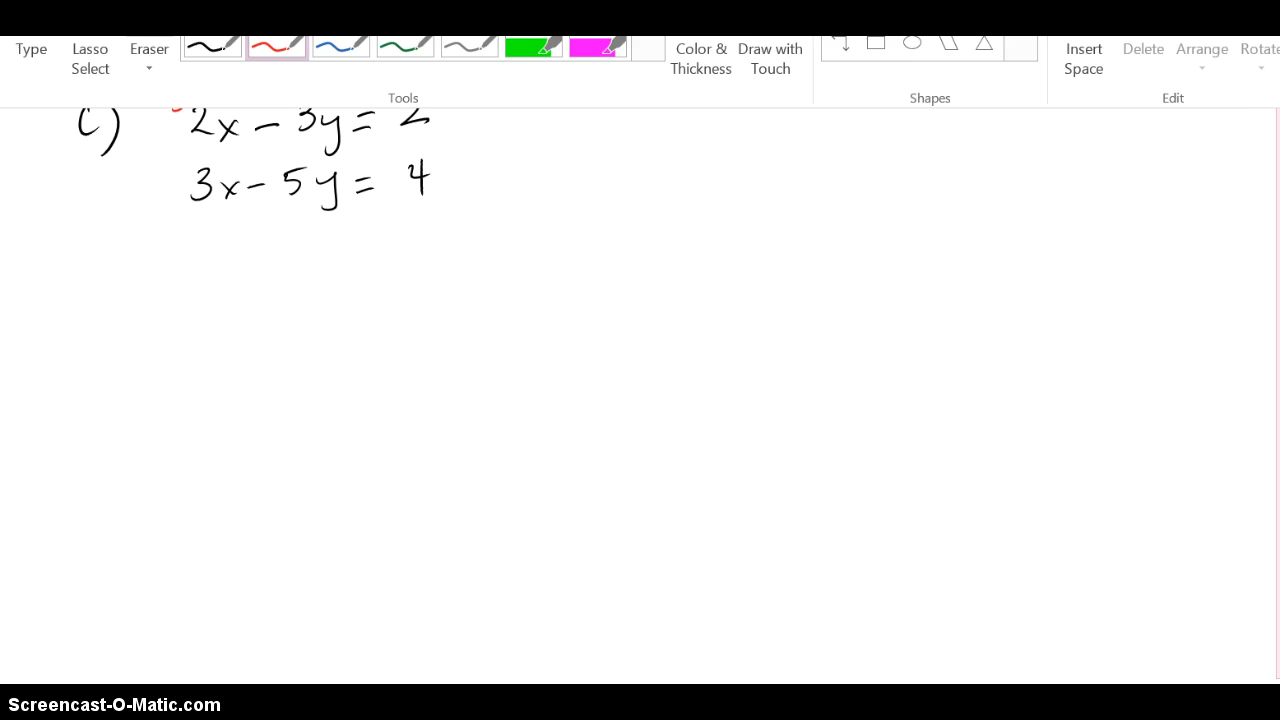 Type Lasso Select Eraser Color & Thickness Draw with Touch Insert Space Delete Arrange Rotate
Tools Shapes Edit
c) 2x - 3y = 2
3x - 5y = 4
Screencast-O-Matic.com